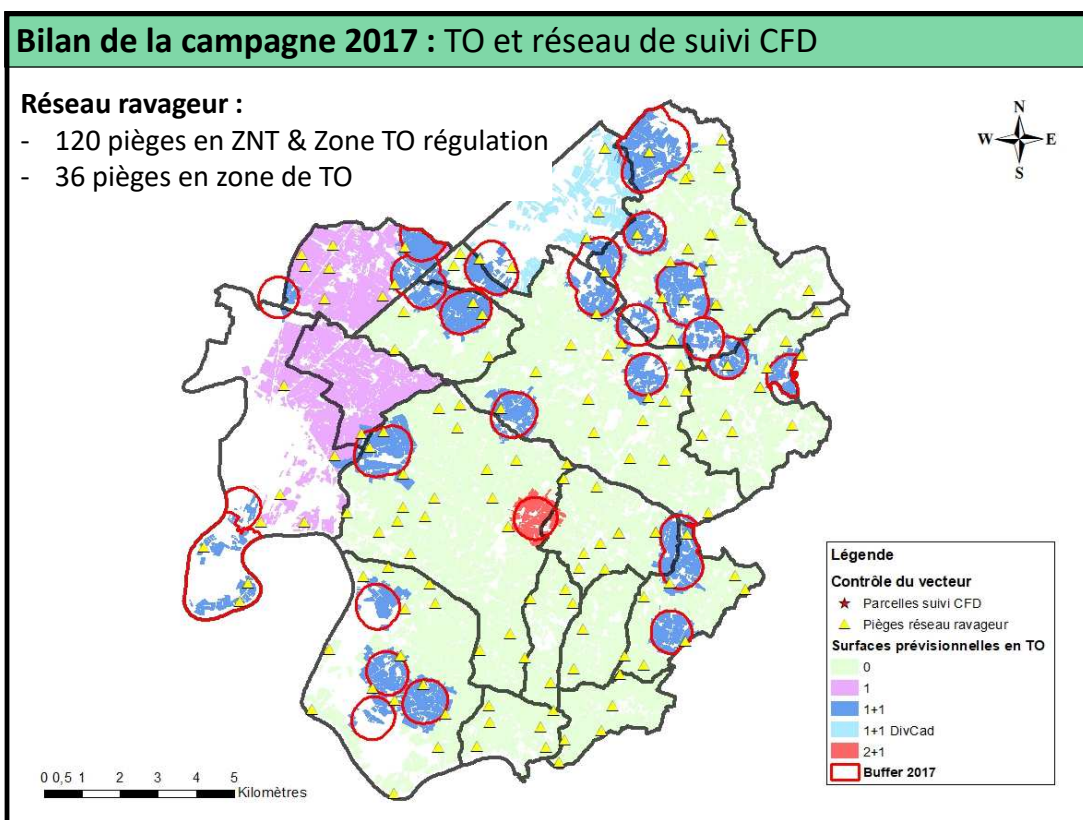 Bilan de la campagne 2017 : TO et réseau de suivi CFD
Réseau ravageur :
- 120 pièges en ZNT & Zone TO régulation
- 36 pièges en zone de TO
N
W E
S
Légende
Contrôle du vecteur
Parcelles suivi CFD
Pièges réseau ravageur
Surfaces prévisionnelles en TO
0
1
1+1
1+1 DivCad
2+1
Buffer 2017
0 0,5 1 2 3 4 5
Kilomètres